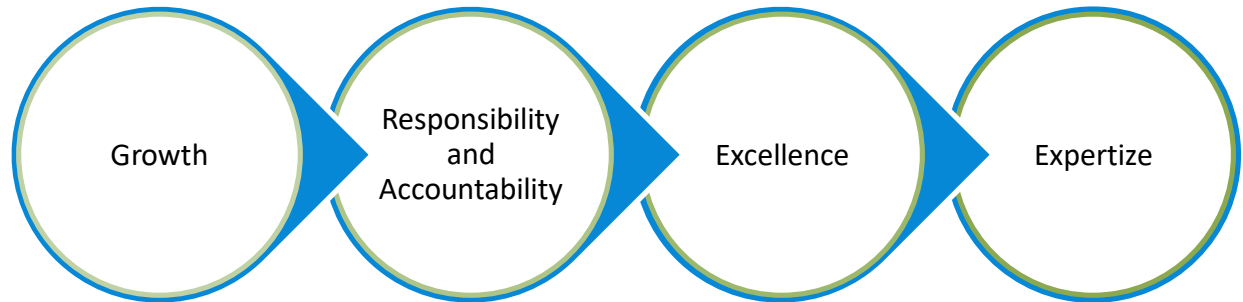 Growth
Responsibility
and
Accountability
Excellence
Expertize